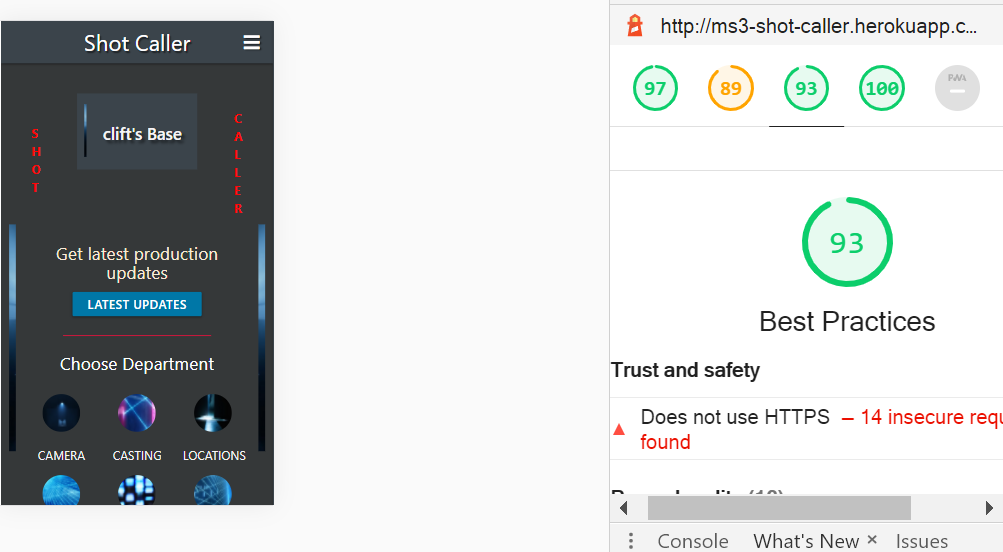 Shot Caller
clift's Base
SHOT
CALLER
Get latest production
updates
LATEST UPDATES
Choose Department
CAMERA CASTING LOCATIONS
http://ms3-shot-caller.herokuapp.c...
97 89 93 100 PWA
93
Best Practices
Trust and safety
Does not use HTTPS – 14 insecure requ
found
Console What's New × Issues